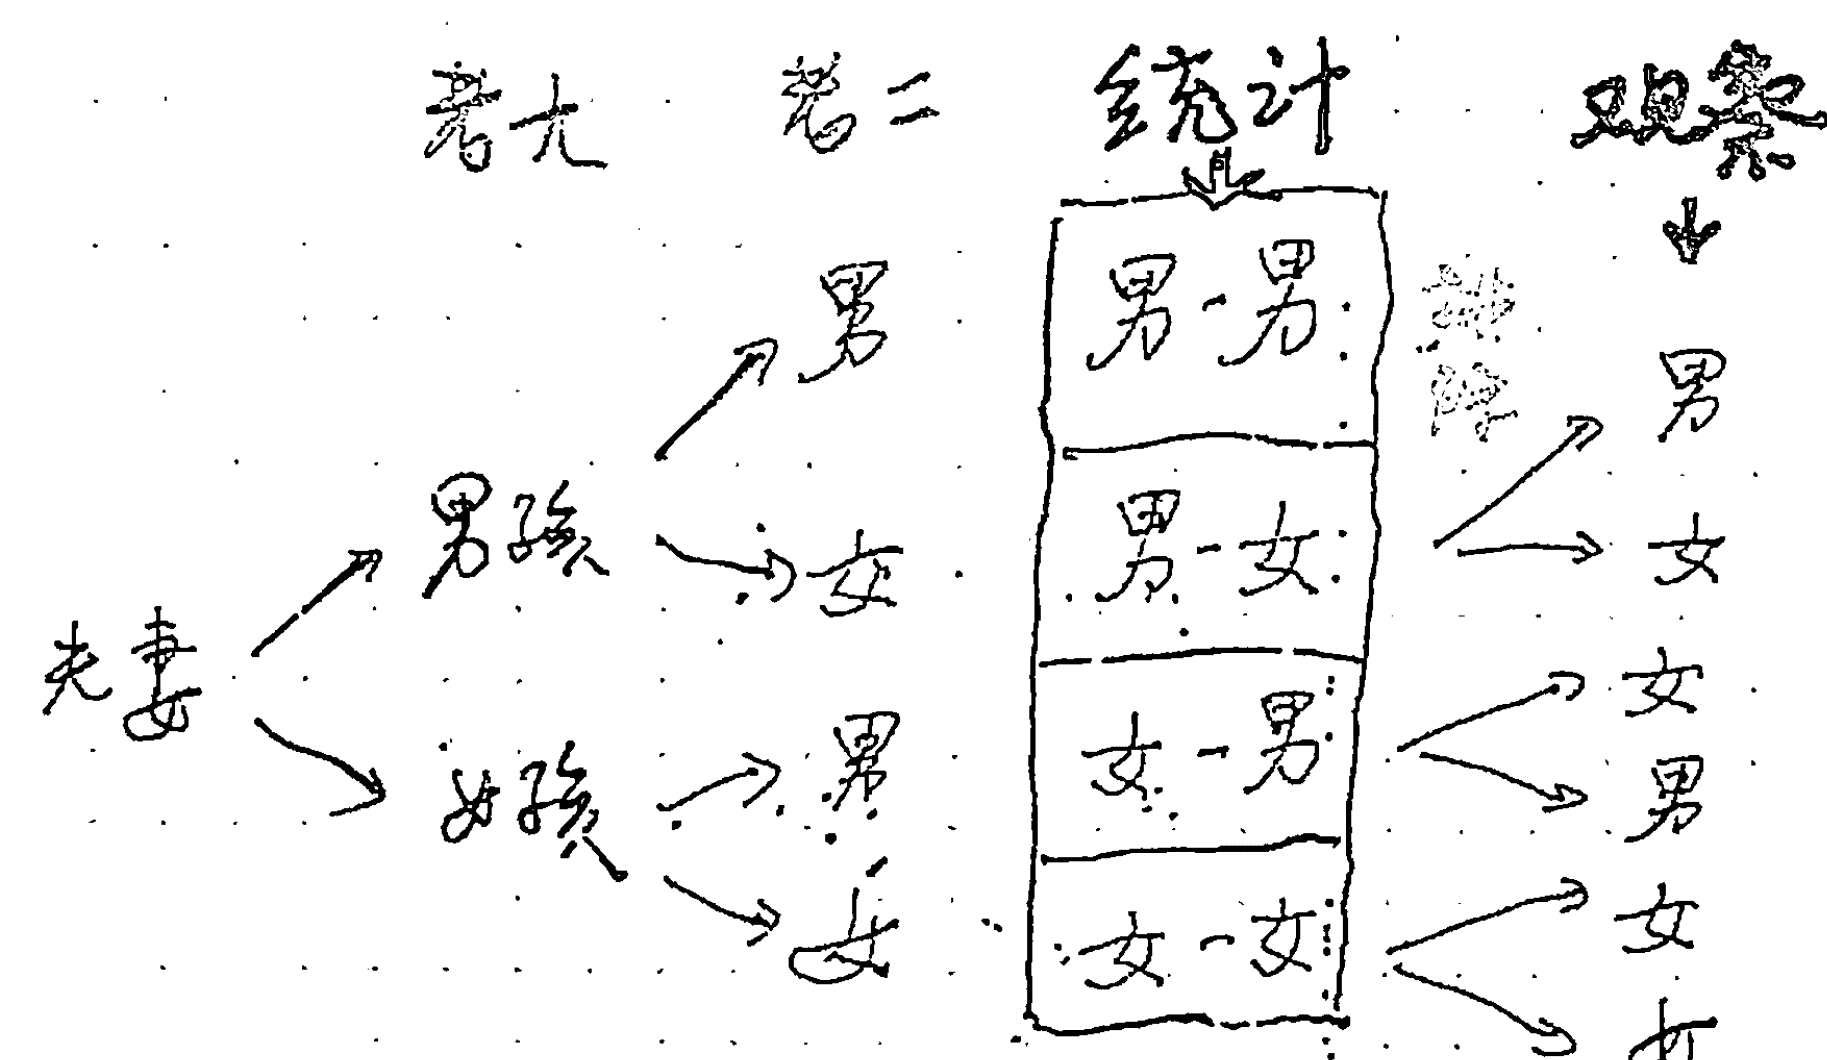 老大 老二 统计 观察
男 男-男
男
男孩
女 男-女 女
夫妻
女
男 女-男 男
女孩
女 女-女 女
女